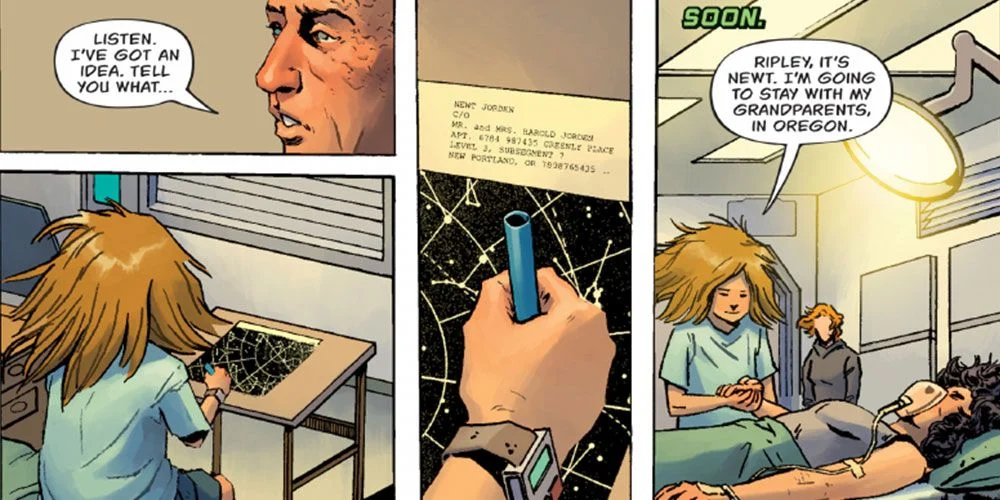 LISTEN.
I'VE GOT AN
IDEA. TELL
YOU WHAT...
NEWT JORDEN
C/O
MR. and MRS. HAROLD JORDEN
APT. 6784 987435 GREENLY PLACE
LEVEL 3, SUBSEGMENT 7
NEW PORTLAND, OR 7898765435 ..
SOON.
RIPLEY, IT'S
NEWT. I'M GOING
TO STAY WITH MY
GRANDPARENTS,
IN OREGON.